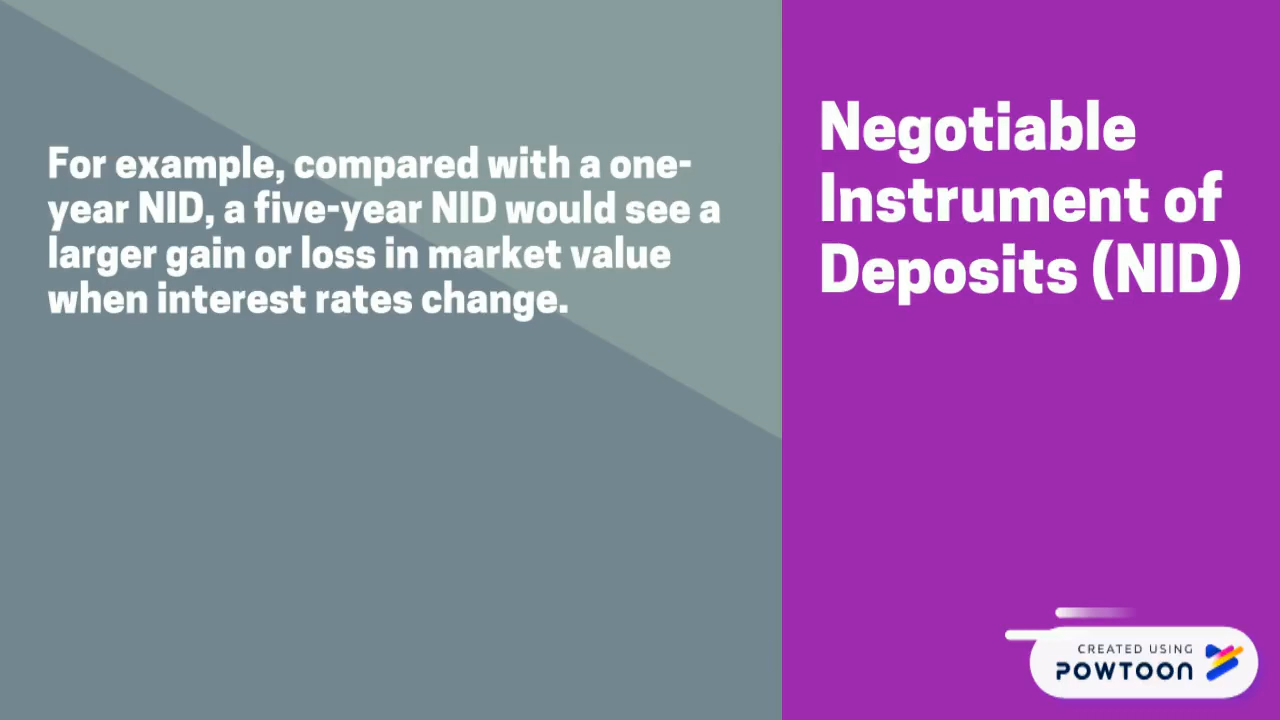 For example, compared with a one-
year NID, a five-year NID would see a
larger gain or loss in market value
when interest rates change.
Negotiable
Instrument of
Deposits (NID)
CREATED USING
POWTOON